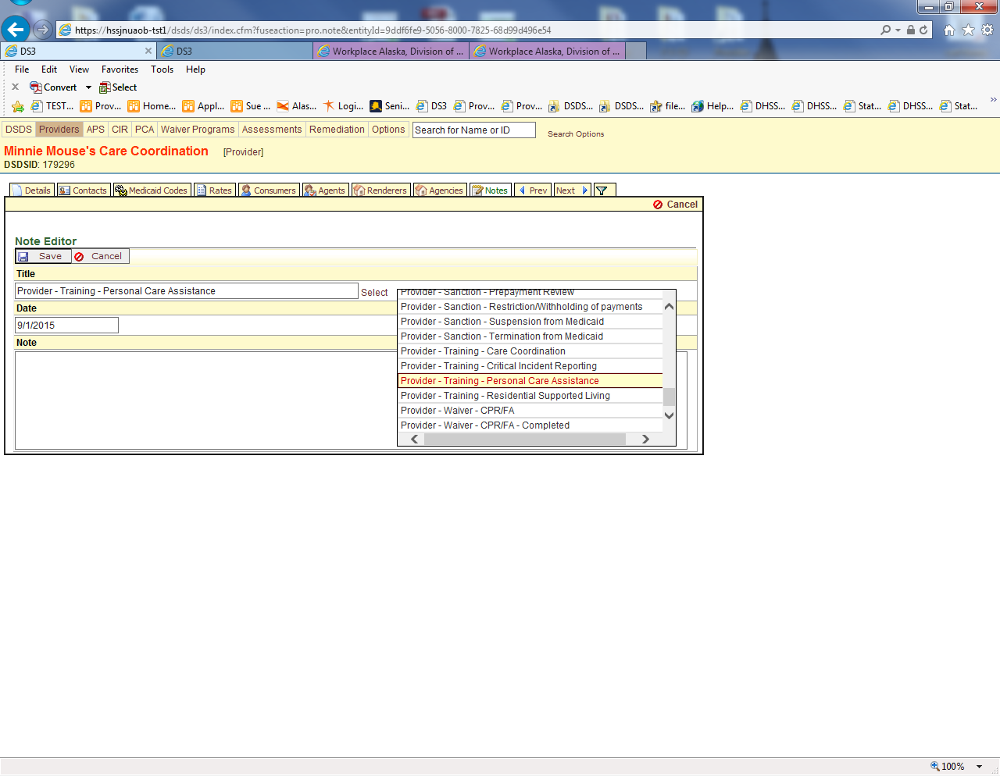 https://hssjnuaob-tst1/dsds/ds3/index.cfm?fuseaction=pro.note&entityId=9ddf6fe9-5056-8000-7825-68d99d496e54
DS3 DS3 Workplace Alaska, Division of ... Workplace Alaska, Division of ...
File Edit View Favorites Tools Help
Convert Select
TEST... Prov... Home... Appl... Sue ... Alas... Logi... Seni... DS3 Prov... Prov... DSDS... DSDS... file... Help... DHSS... DHSS... Stat... DHSS... Stat...
DSDS Providers APS CIR PCA Waiver Programs Assessments Remediation Options Search for Name or ID Search Options
Minnie Mouse's Care Coordination [Provider]
DSDSID: 179296
Details Contacts Medicaid Codes Rates Consumers Agents Renderers Agencies Notes Prev Next
Cancel
Note Editor
Save Cancel
Title
Provider - Training - Personal Care Assistance Select
Date
9/1/2015
Note
Provider - Sanction - Prepayment Review
Provider - Sanction - Restriction/Withholding of payments
Provider - Sanction - Suspension from Medicaid
Provider - Sanction - Termination from Medicaid
Provider - Training - Care Coordination
Provider - Training - Critical Incident Reporting
Provider - Training - Personal Care Assistance
Provider - Training - Residential Supported Living
Provider - Waiver - CPR/FA
Provider - Waiver - CPR/FA - Completed
100%